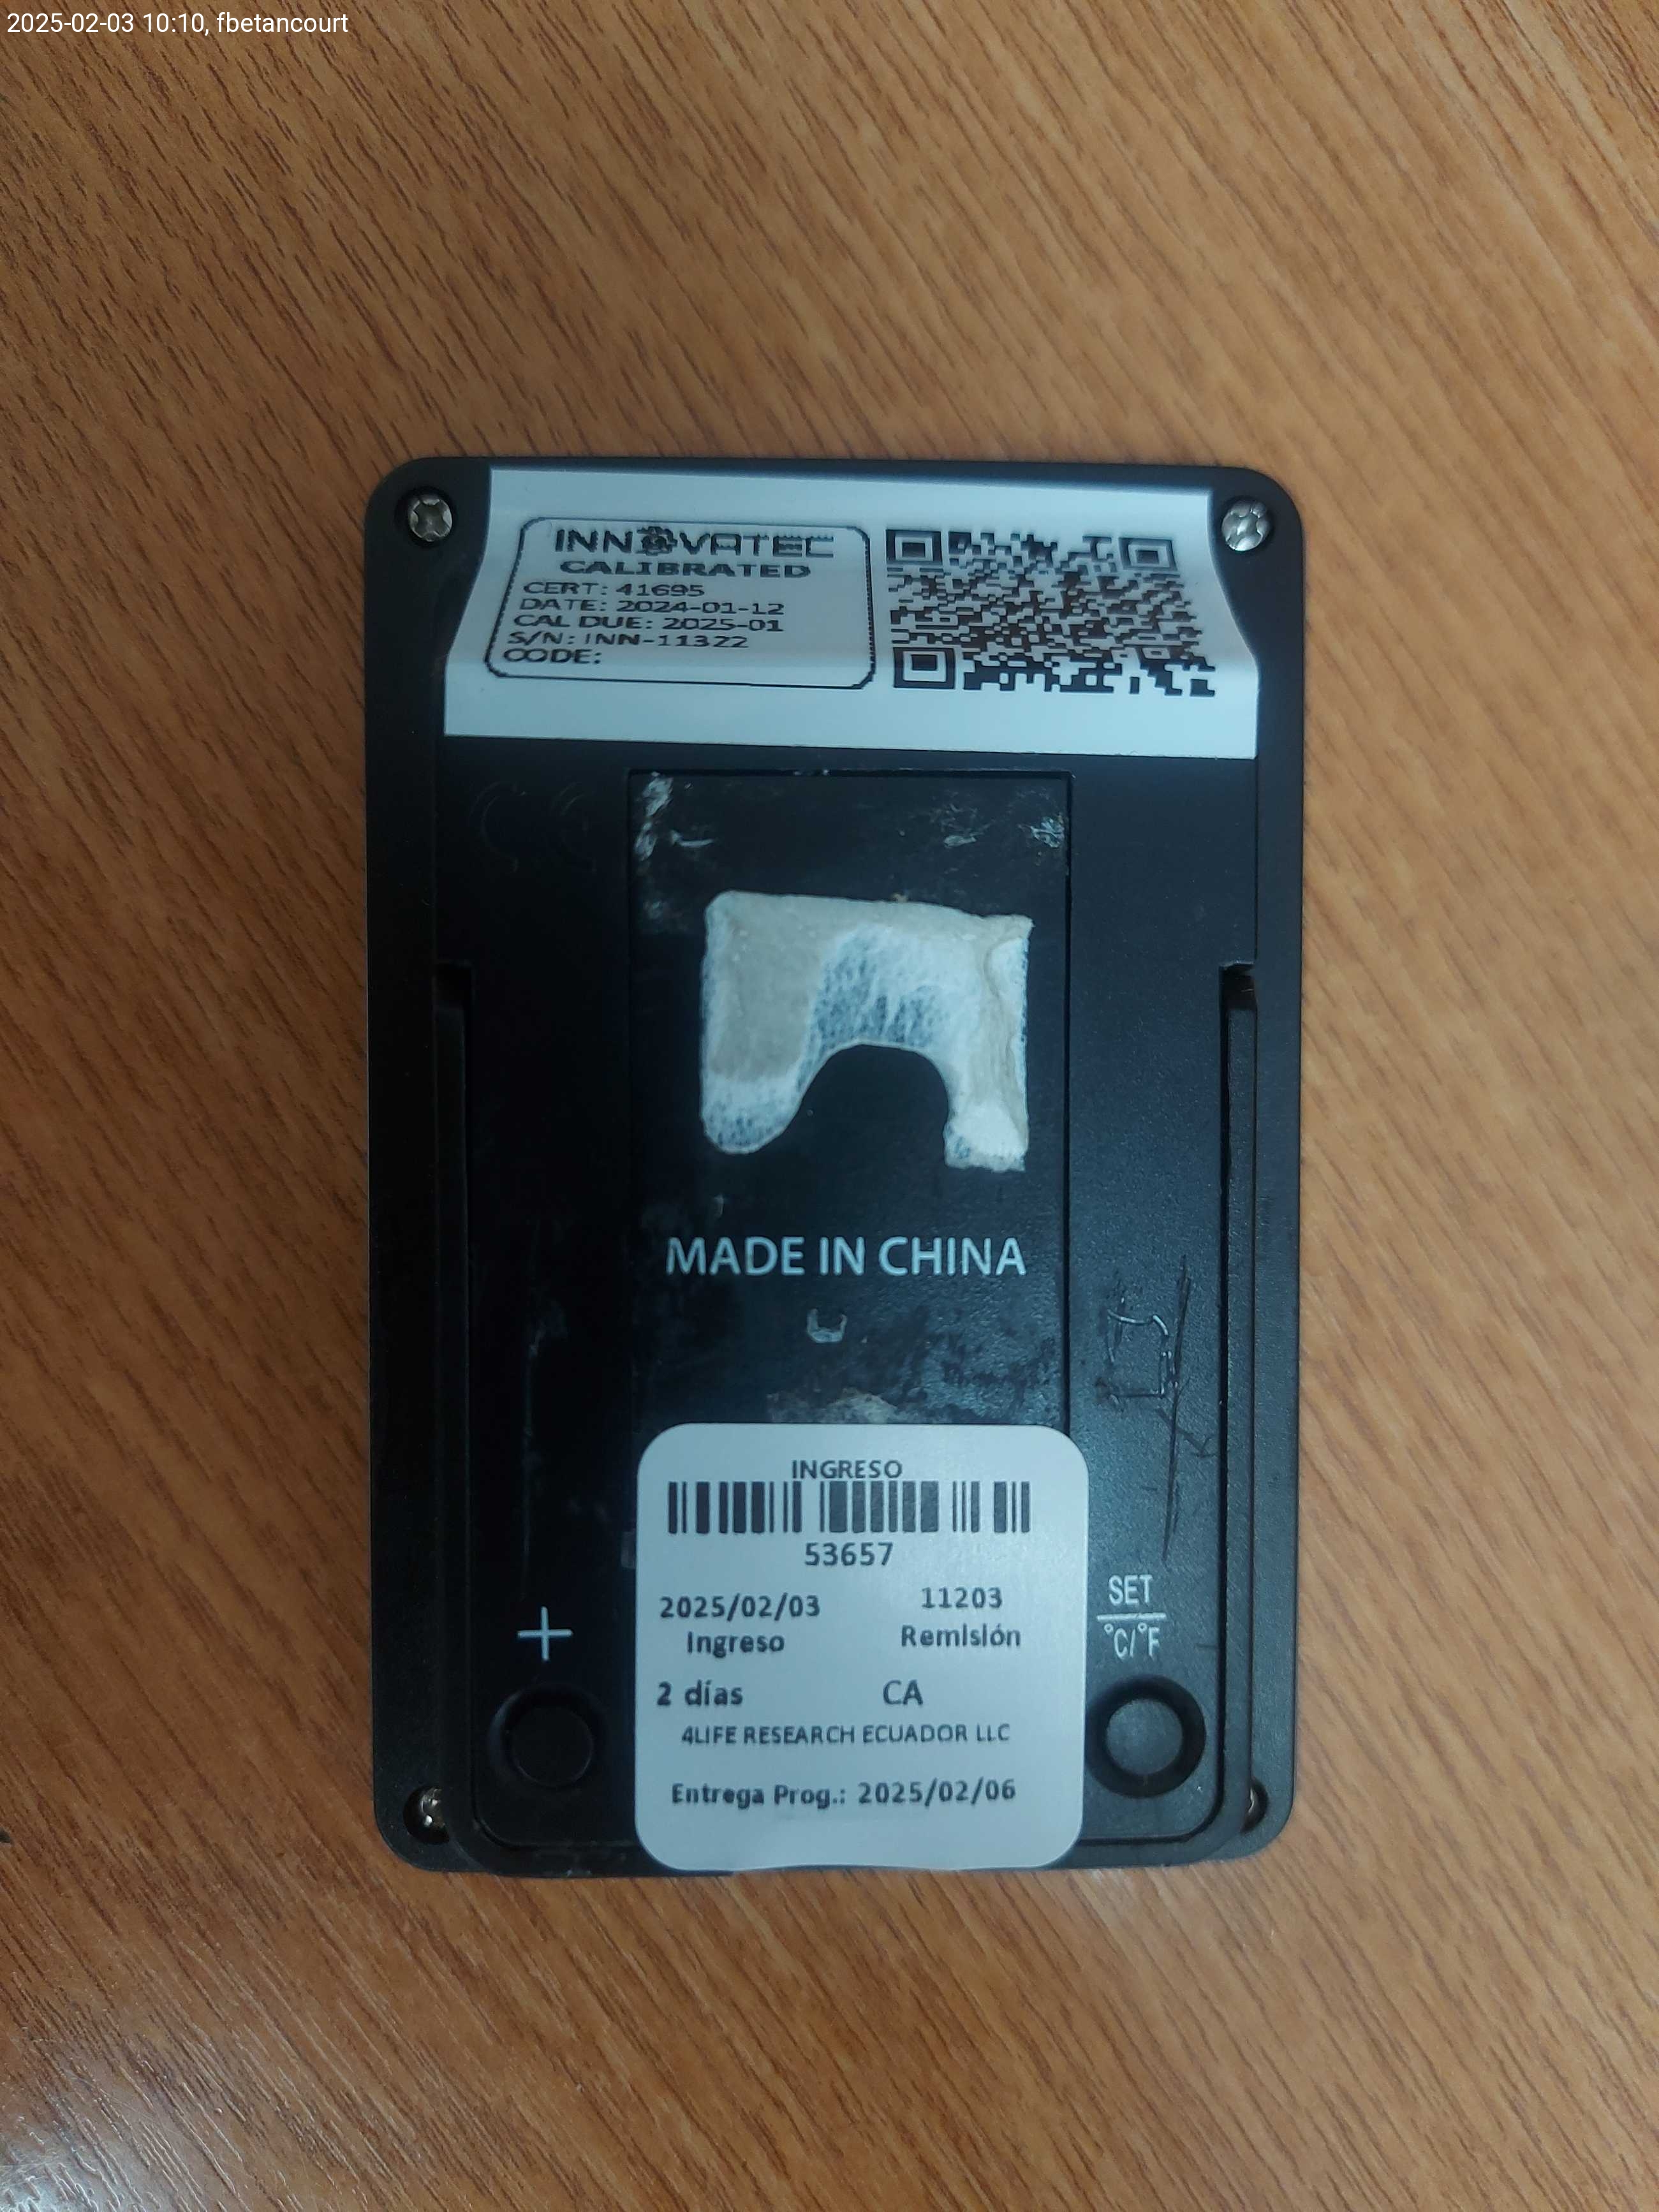 2025-02-03 10:10, fbetancourt
INNOVATEC
CALIBRATED
CERT: 41695
DATE: 2024-01-12
CAL DUE: 2025-01
S/N: INN-11322
CODE:
MADE IN CHINA
INGRESO
53657
2025/02/03 11203
Ingreso Remisión
2 días CA
4LIFE RESEARCH ECUADOR LLC
Entrega Prog.: 2025/02/06
+
SET
°C/°F